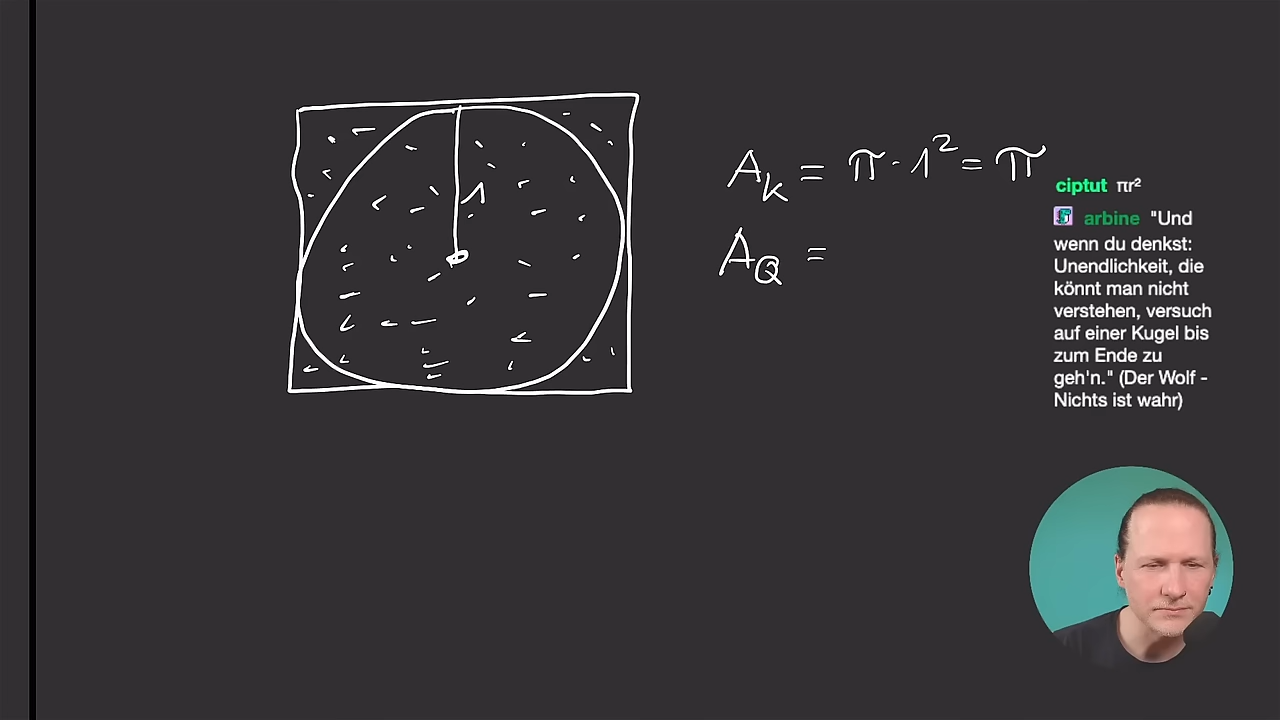 1
A_K = π · 1² = π
A_Q =
ciptut πr²
arbine "Und
wenn du denkst:
Unendlichkeit, die
könnt man nicht
verstehen, versuch
auf einer Kugel bis
zum Ende zu
geh'n." (Der Wolf -
Nichts ist wahr)